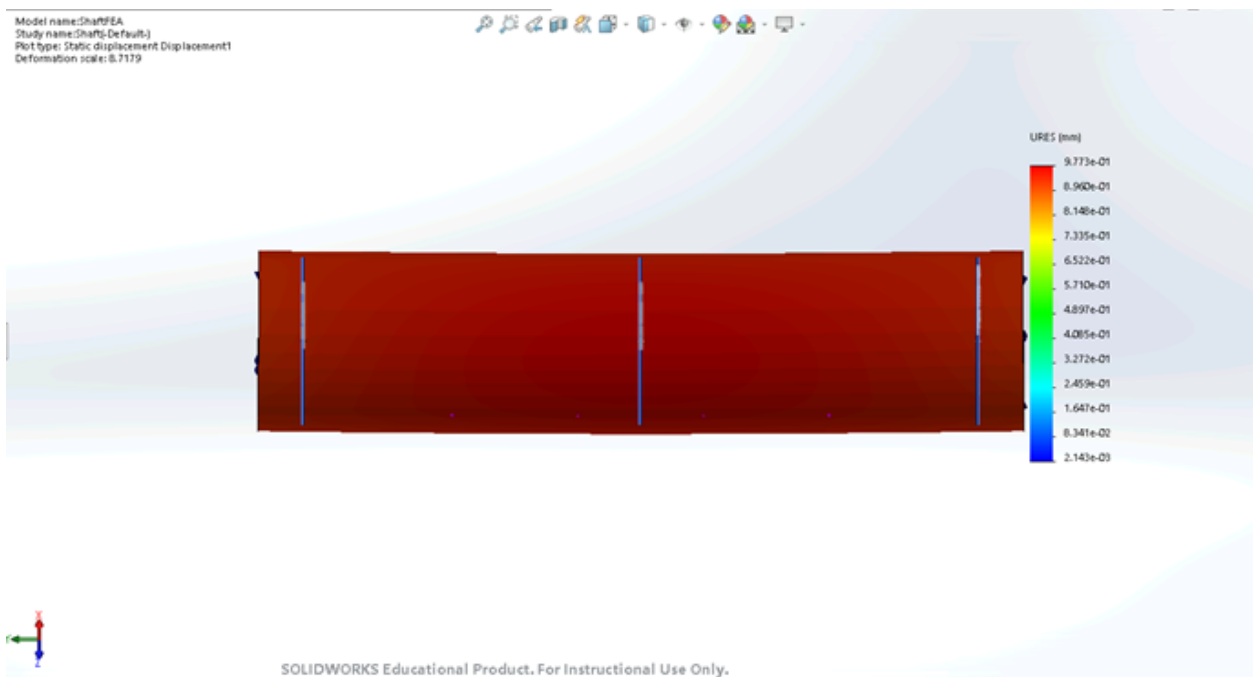 Model name:ShaftFEA
Study name:Shaft(-Default-)
Plot type: Static displacement Displacement1
Deformation scale: 8.7179
URES (mm)
9.773e-01
8.960e-01
8.148e-01
7.335e-01
6.522e-01
5.710e-01
4.897e-01
4.085e-01
3.272e-01
2.459e-01
1.647e-01
8.341e-02
2.143e-03
X
Y
Z
SOLIDWORKS Educational Product. For Instructional Use Only.